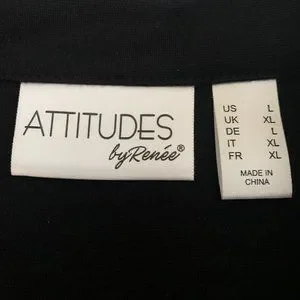 ATTITUDES
by Renée®
US L
UK XL
DE L
IT XL
FR XL
MADE IN
CHINA